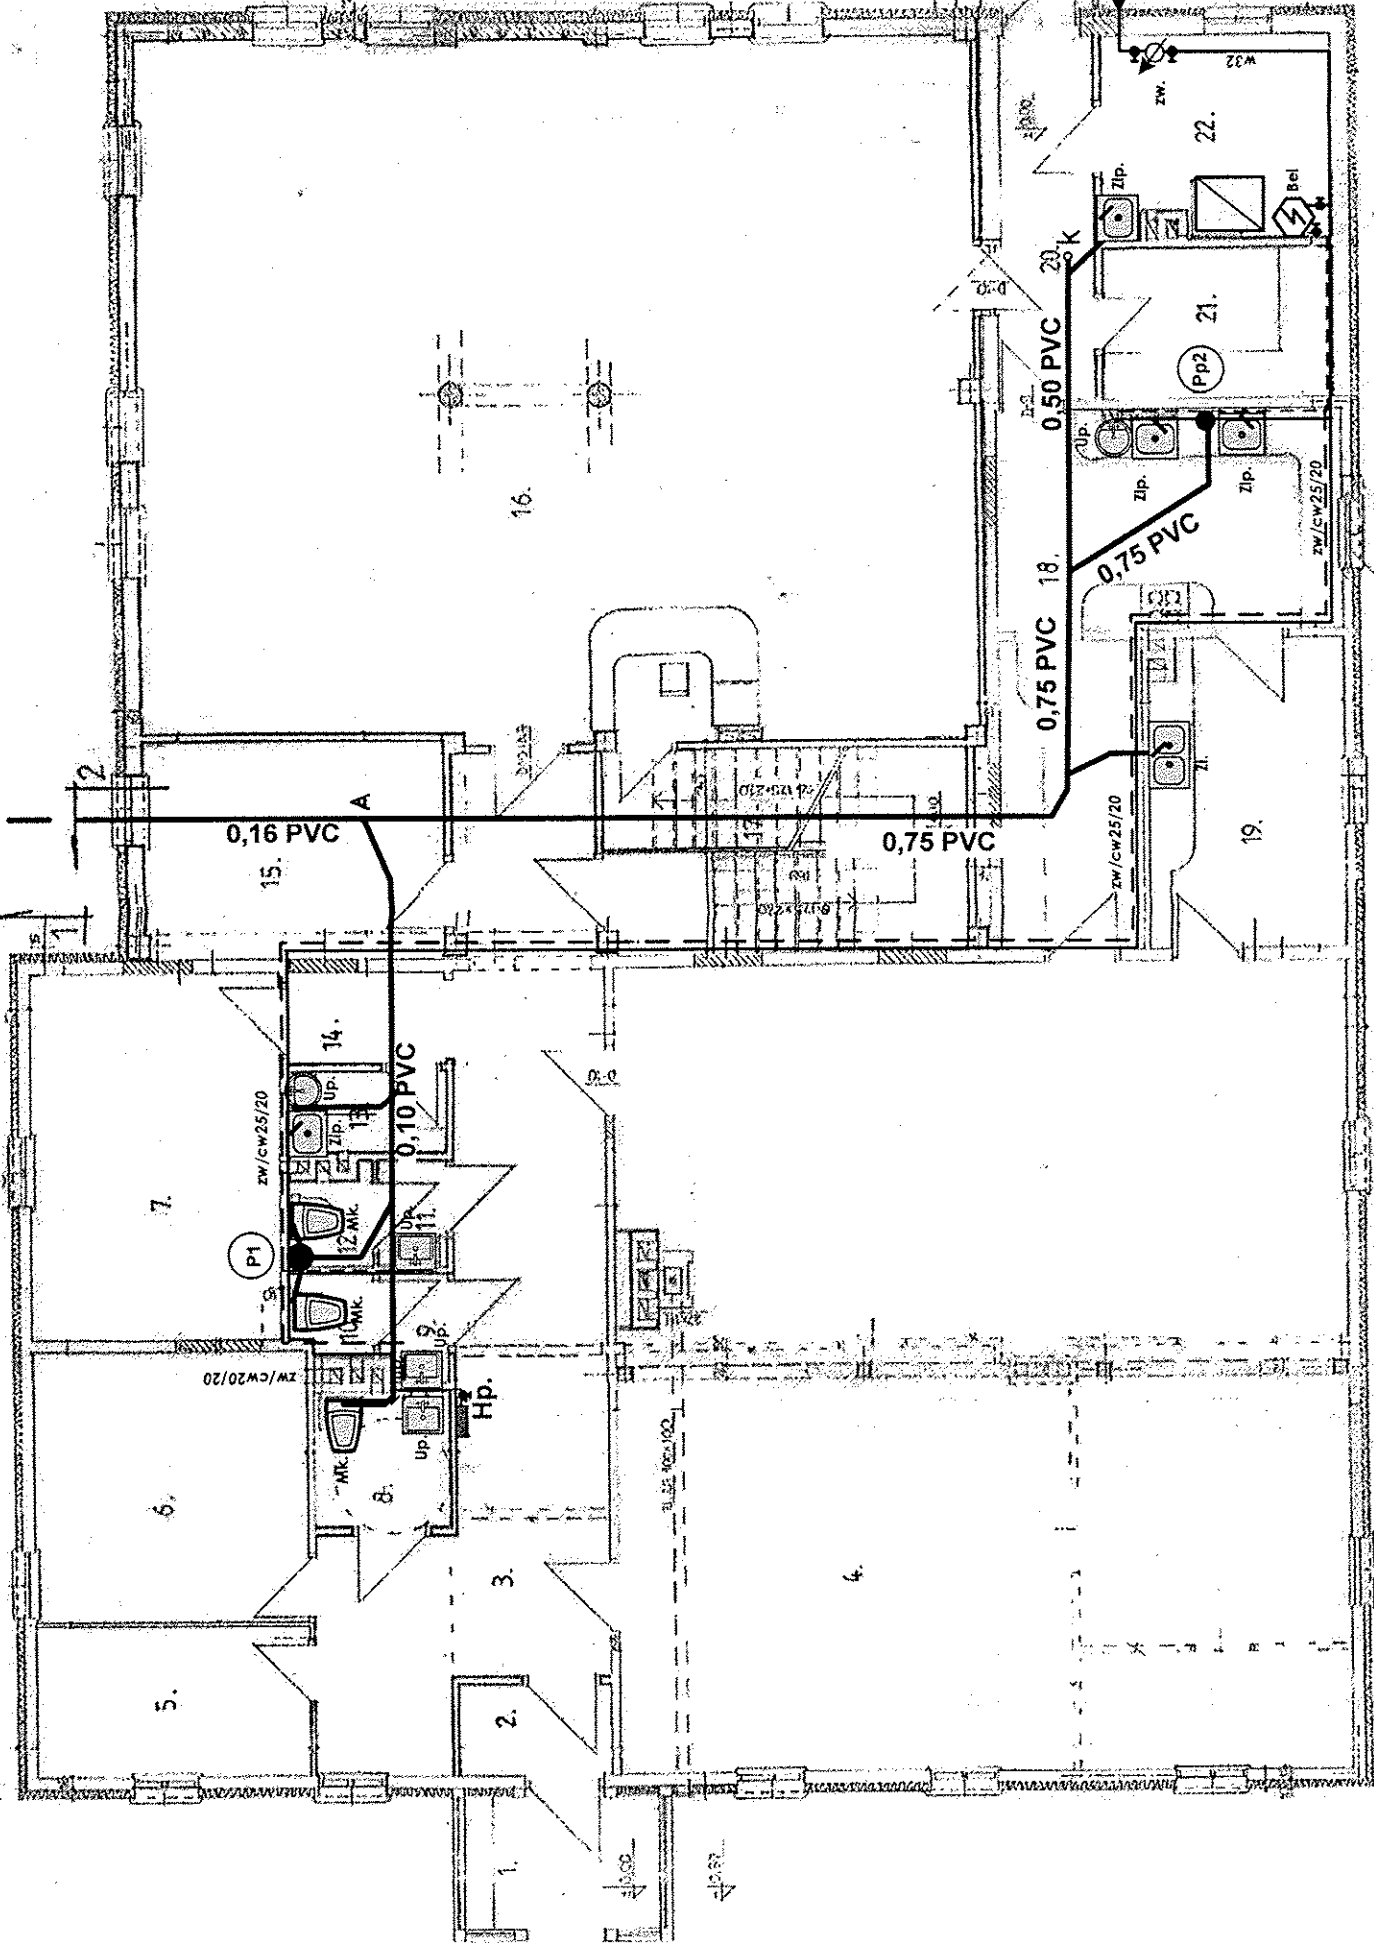 w32
zw.
22.
Zlp.
Bel
20.
K
21.
Pp2
0,50 PVC
Up.
Zlp.
Zlp.
zw/cw25/20
16.
18.
0,75 PVC
0,75 PVC
2
A
0,16 PVC
15.
17.
0,75 PVC
Zl.
zw/cw25/20
19.
1
14.
Up.
Zlp.
13.
0,10 PVC
zw/cw25/20
7.
P1
12.
Mk.
Up.
11.
10.
Mk.
9.
Up.
zw/cw20/20
Hp.
Up.
Mk.
8.
6.
3.
4.
5.
2.
1.